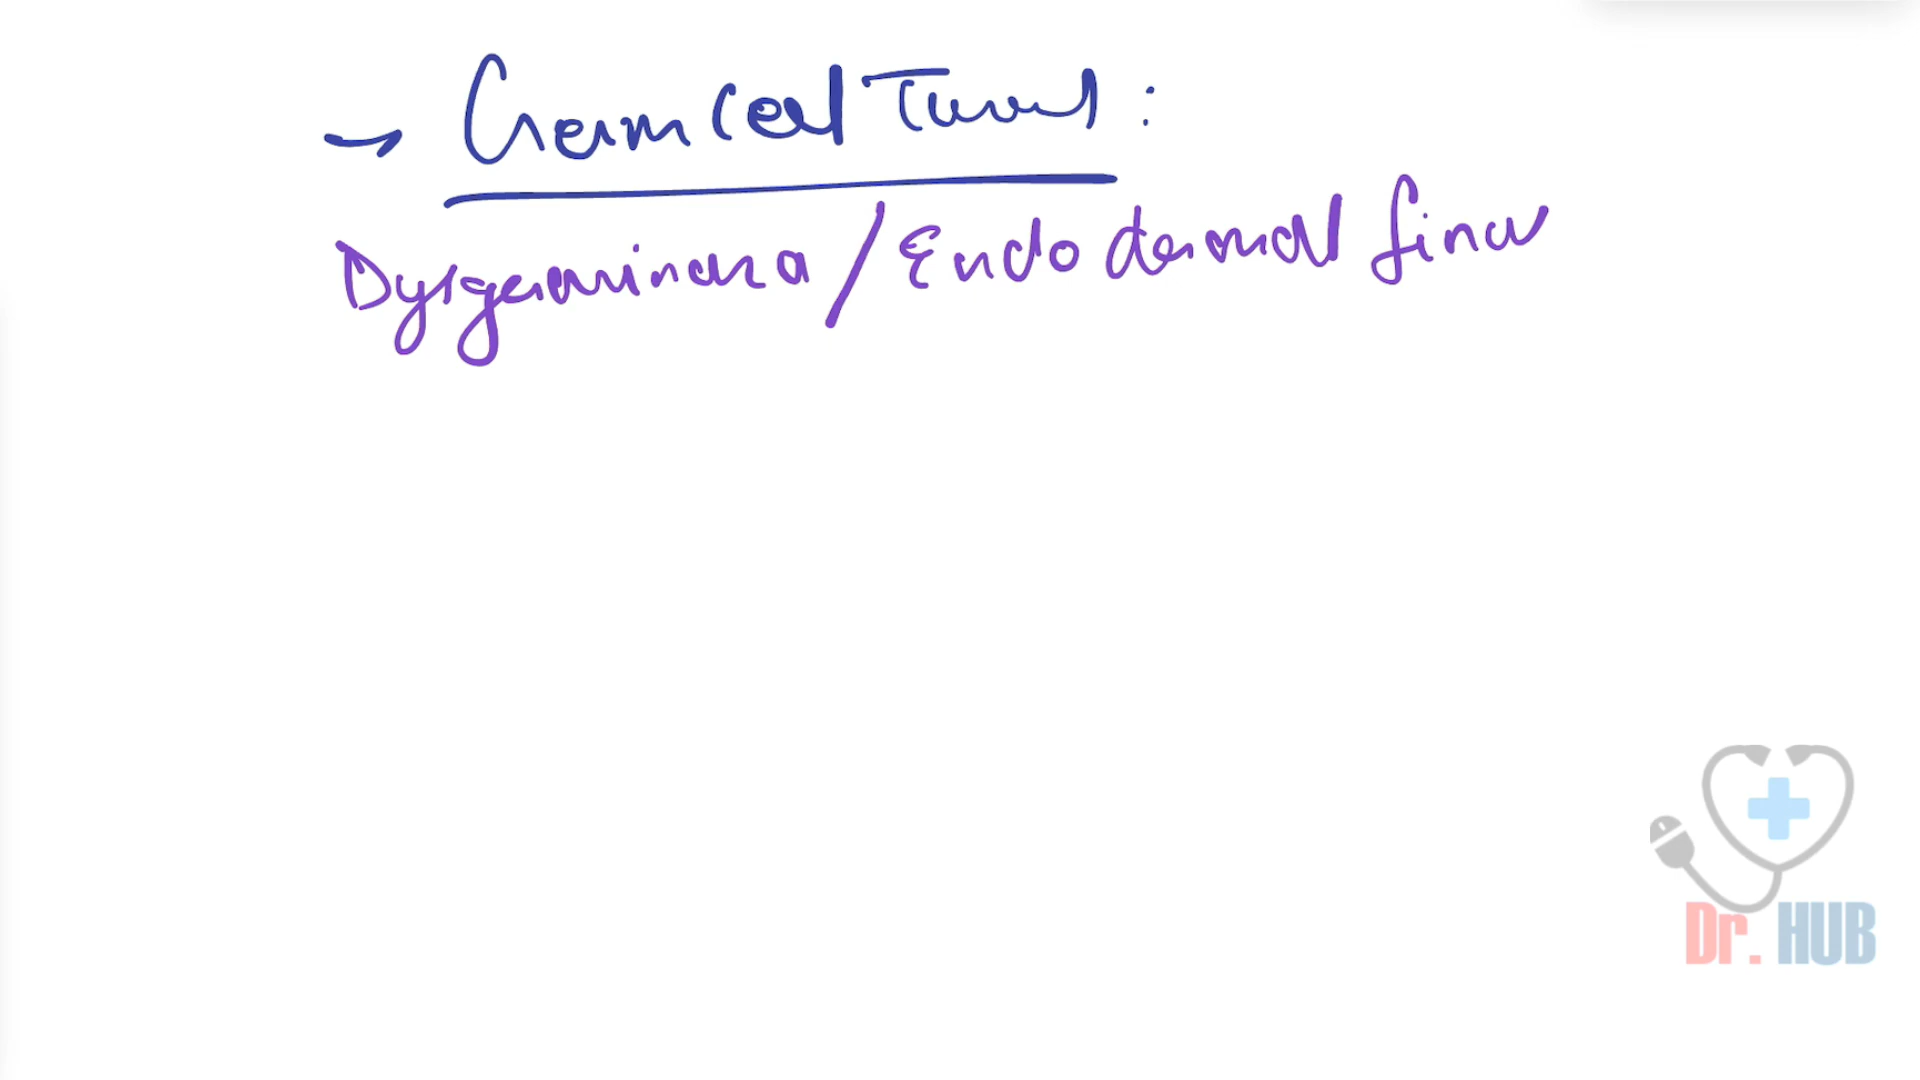 → Germ Cell Tumor :
Dysgerminoma / Endodermal Sinus
Dr. HUB